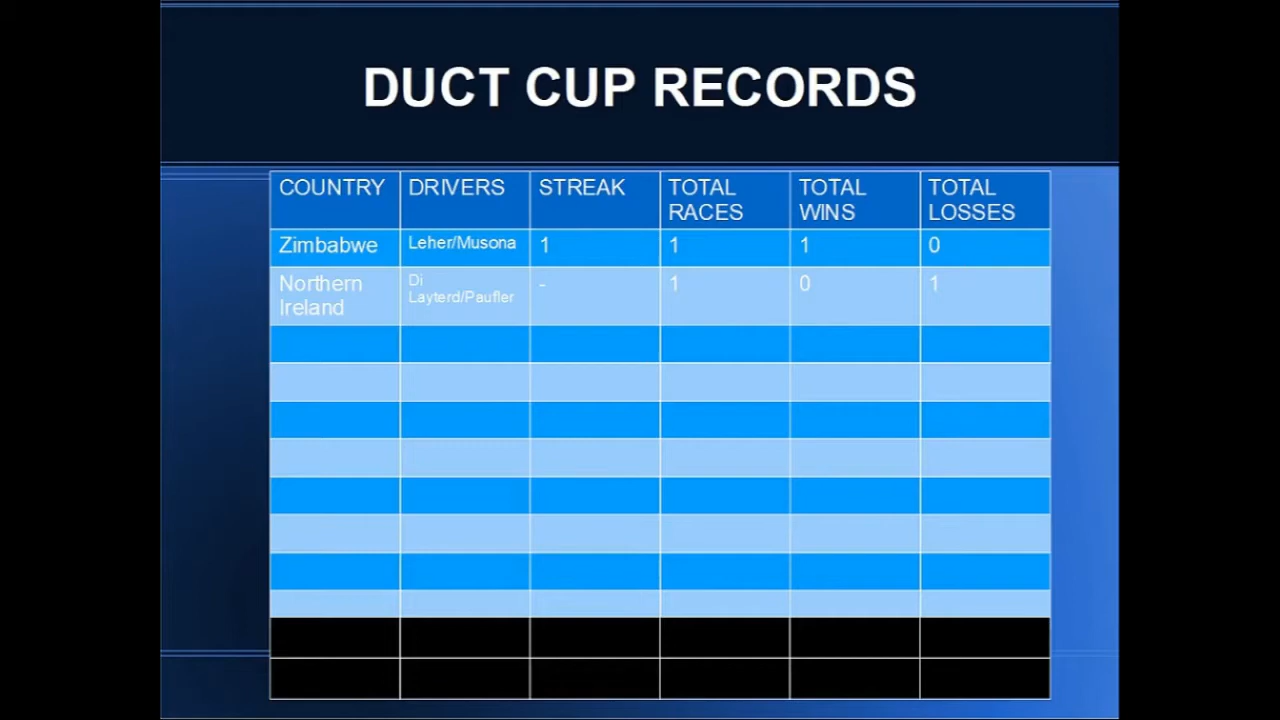 DUCT CUP RECORDS
COUNTRY DRIVERS STREAK TOTAL RACES TOTAL WINS TOTAL LOSSES
Zimbabwe Leher/Musona 1 1 1 0
Northern Ireland Di Layterd/Paufler - 1 0 1